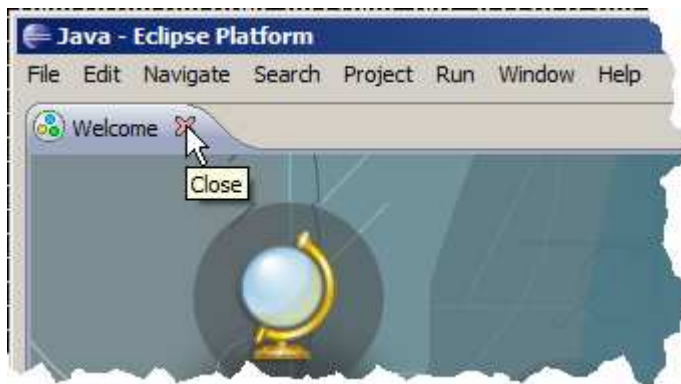 Java - Eclipse Platform
File Edit Navigate Search Project Run Window Help
Welcome
Close